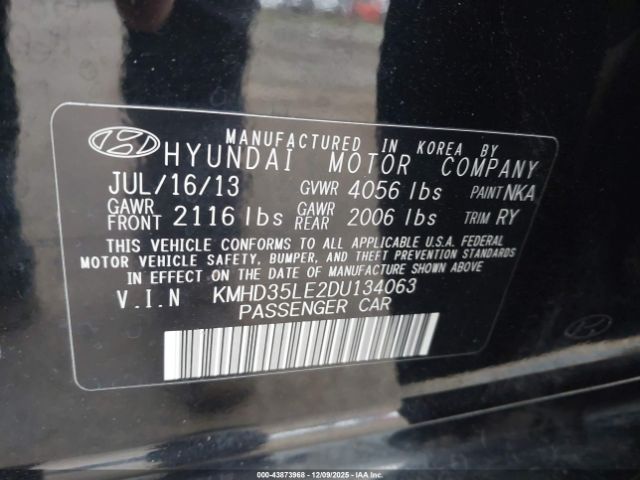 MANUFACTURED IN KOREA BY
HYUNDAI MOTOR COMPANY
JUL/16/13 GVWR 4056 lbs PAINT NKA
GAWR FRONT 2116 lbs GAWR REAR 2006 lbs TRIM RY
THIS VEHICLE CONFORMS TO ALL APPLICABLE U.S.A. FEDERAL
MOTOR VEHICLE SAFETY, BUMPER, AND THEFT PREVENTION STANDARDS
IN EFFECT ON THE DATE OF MANUFACTURE SHOWN ABOVE.
V.I.N KMHD35LE2DU134063
PASSENGER CAR
000-43873968 - 12/09/2025 - IAA, Inc.